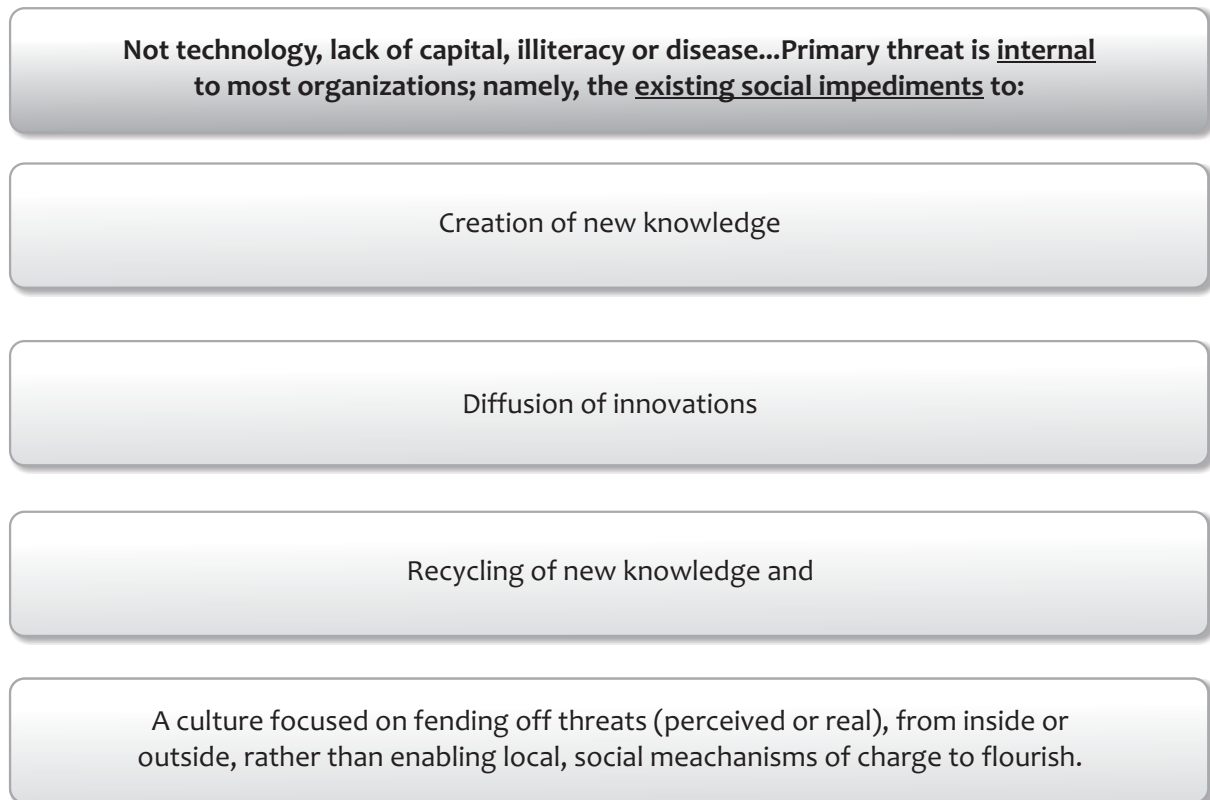 Not technology, lack of capital, illiteracy or disease...Primary threat is internal
to most organizations; namely, the existing social impediments to:
Creation of new knowledge
Diffusion of innovations
Recycling of new knowledge and
A culture focused on fending off threats (perceived or real), from inside or
outside, rather than enabling local, social meachanisms of charge to flourish.